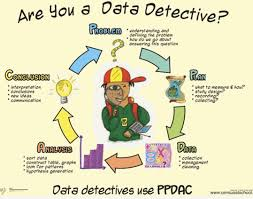 Are You a Data Detective?
PROBLEM
• understanding and
defining the problem
• how do we go about
answering this question
PLAN
• what to measure & how?
• study design?
• recording?
• collecting?
DATA
• collection
• management
• cleaning
ANALYSIS
• sort data
• construct table, graphs
• look for patterns
• hypothesis generation
CONCLUSION
• interpretation
• conclusions
• new ideas
• communication
Data detectives use PPDAC